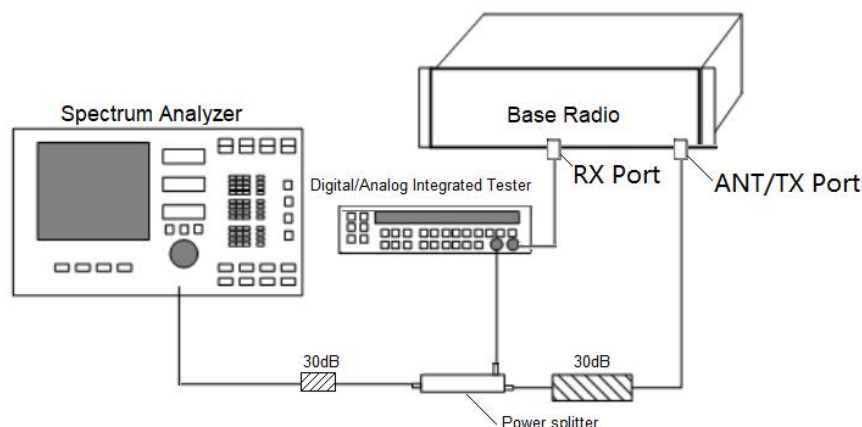 Spectrum Analyzer
Base Radio
RX Port
ANT/TX Port
Digital/Analog Integrated Tester
30dB
30dB
Power splitter